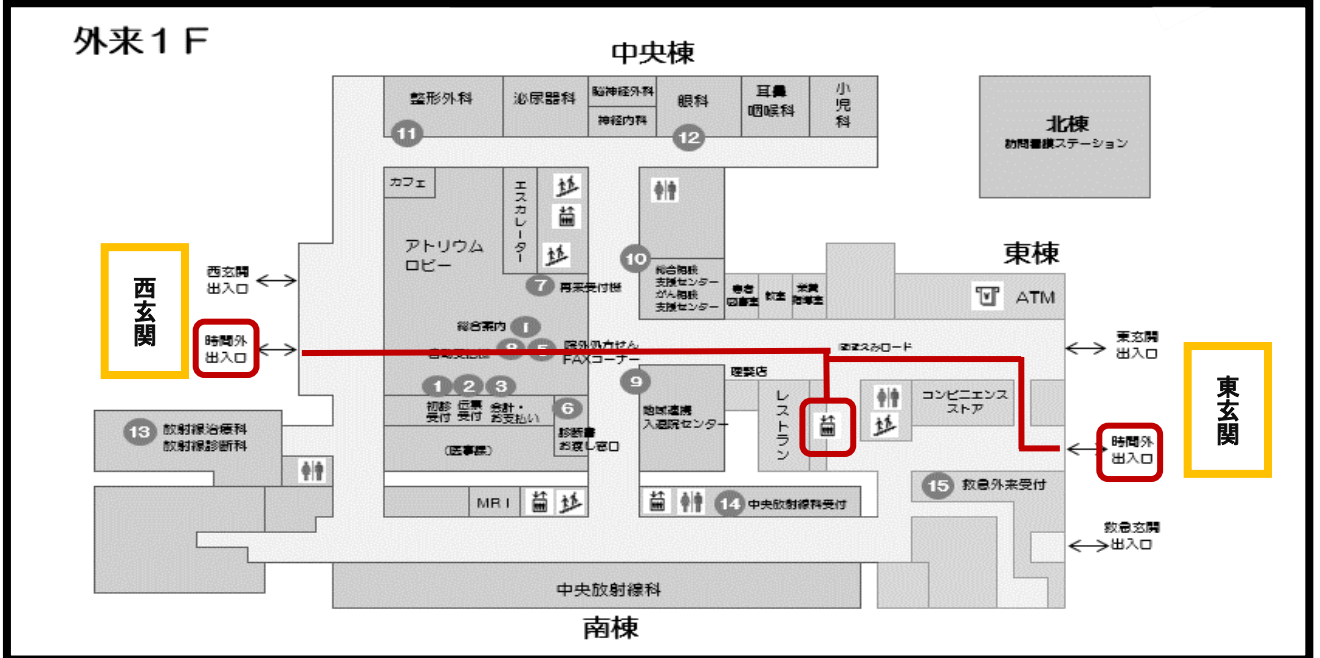 外来１Ｆ
中央棟
整形外科
泌尿器科
脳神経外科
神経内科
眼科
耳鼻
咽喉科
小児科
11
12
北棟
訪問看護ステーション
カフェ
エスカレーター
アトリウム
ロビー
7
再来受付機
10
総合相談
支援センター
がん相談
支援センター
患者
図書室
教室
栄養
指導室
東棟
ATM
西玄関
西玄関
出入口
時間外
出入口
総合案内
I
8
5
院外処方せん
FAXコーナー
ロード
東玄関
出入口
東玄関
時間外
出入口
1
2
3
初診
受付
伝票
受付
会計・
お支払い
6
診断書
お渡し窓口
(医事課)
9
地域連携
入退院センター
理髪店
レストラン
コンビニエンス
ストア
13
放射線治療科
放射線診断科
MRI
14
中央放射線科受付
15
救急外来受付
救急玄関
出入口
中央放射線科
南棟